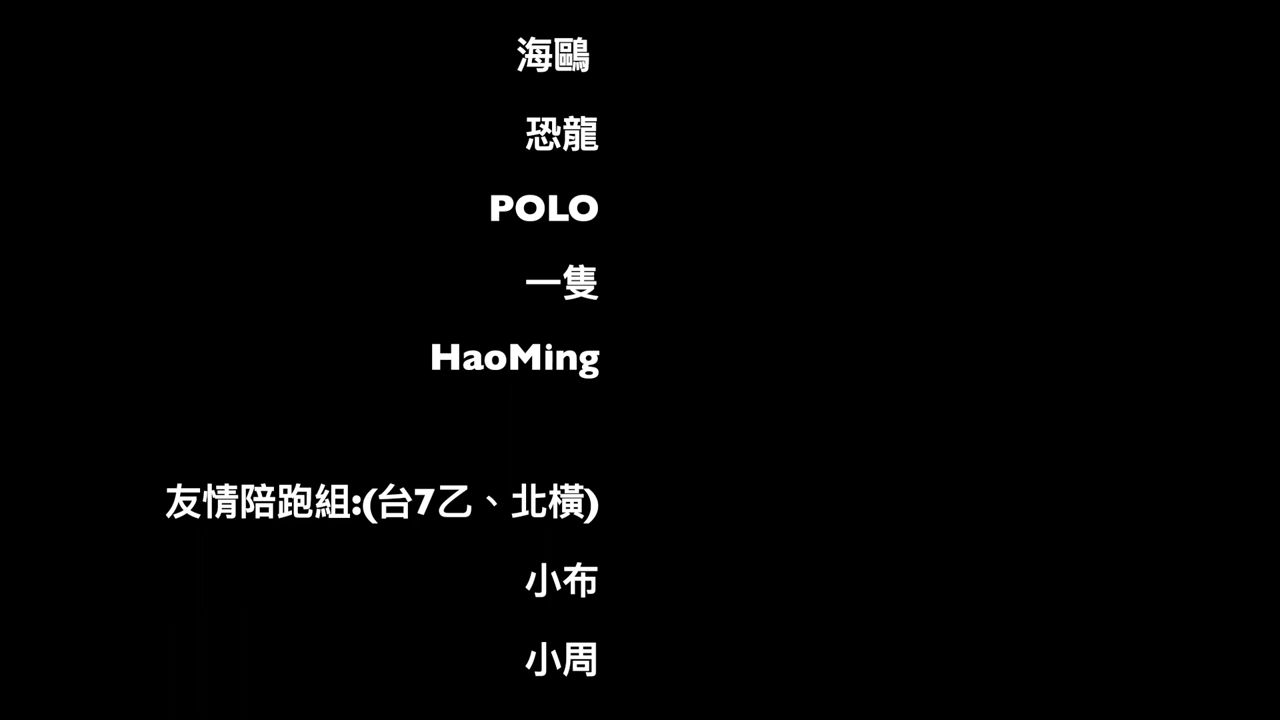 海鷗
恐龍
POLO
一隻
HaoMing
友情陪跑組:(台7乙、北橫)
小布
小周